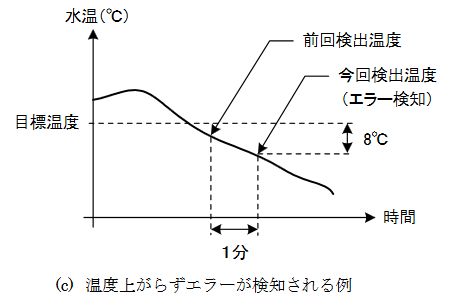 水温(℃)
前回検出温度
今回検出温度
(エラー検知)
目標温度
8℃
時間
1分
(c) 温度上がらずエラーが検知される例